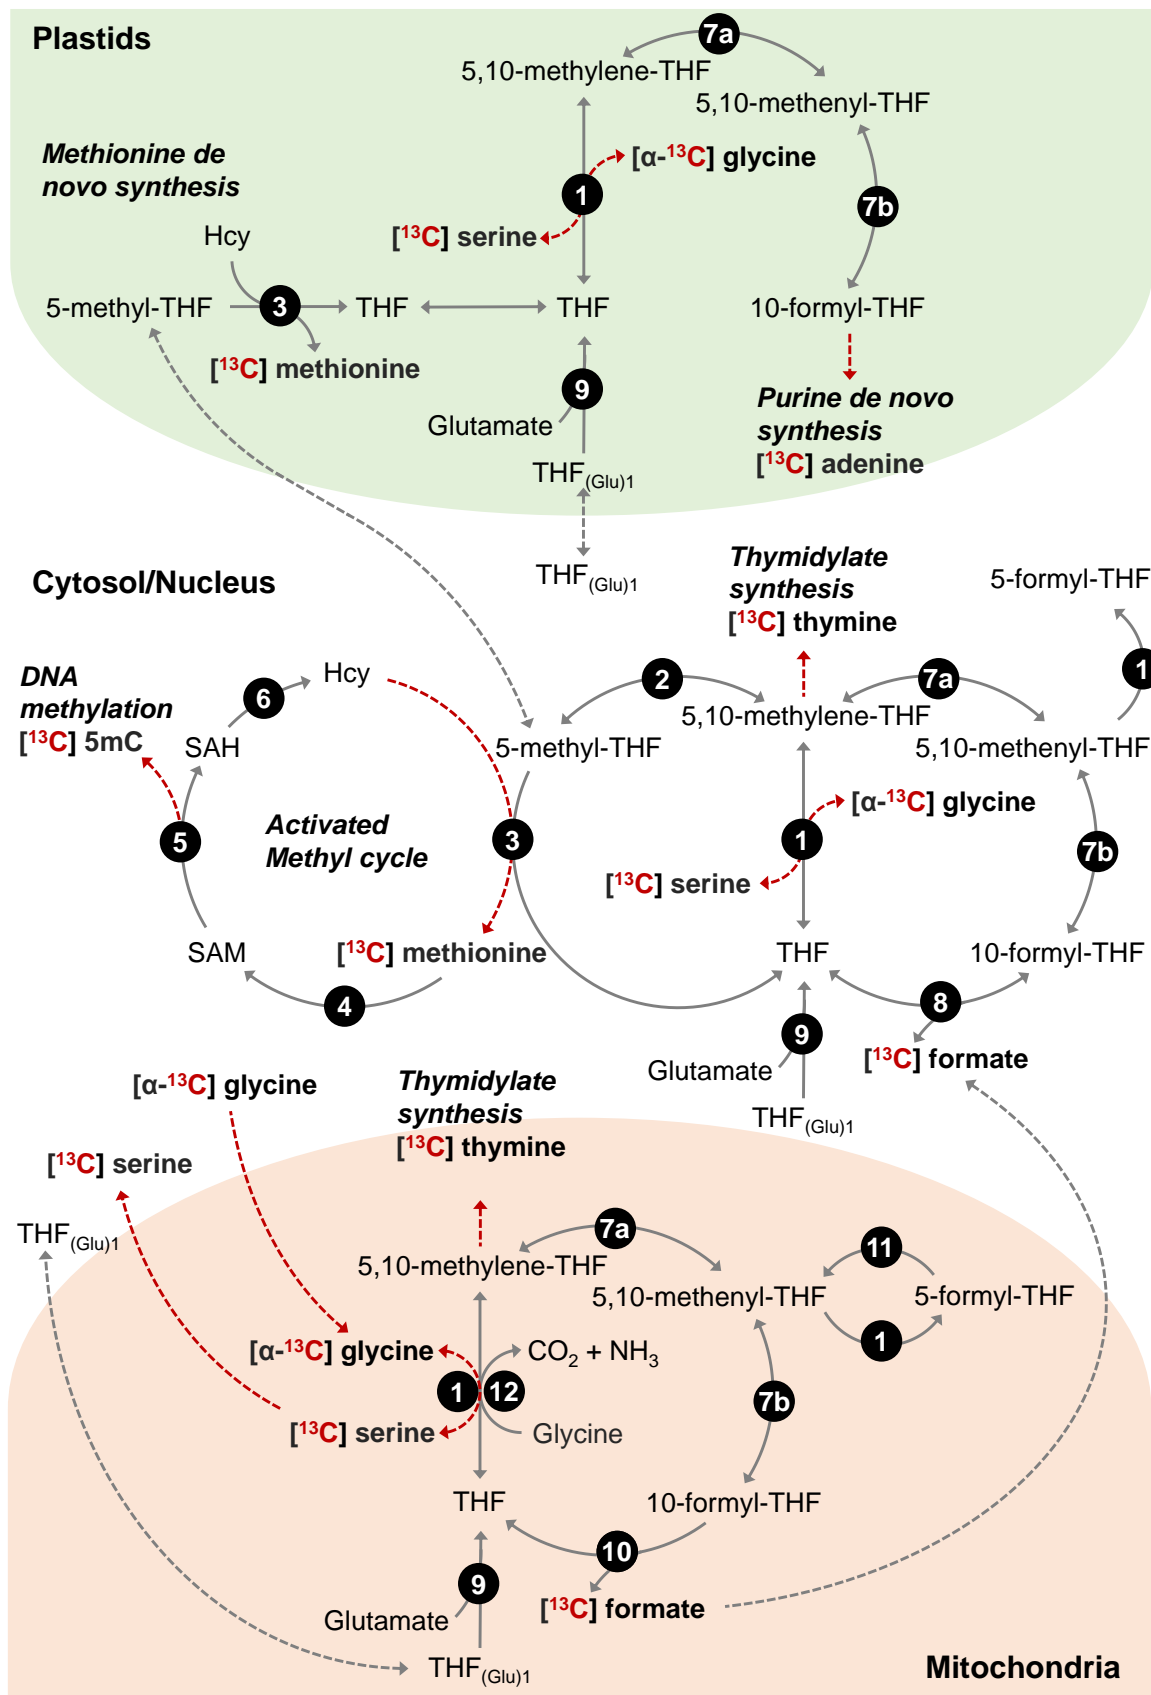 Plastids
7a
5,10-methylene-THF
5,10-methenyl-THF
Methionine de
novo synthesis
[α-¹³C] glycine
1
7b
Hcy
[¹³C] serine
5-methyl-THF
3
THF
THF
10-formyl-THF
[¹³C] methionine
9
Glutamate
Purine de novo
synthesis
[¹³C] adenine
THF(Glu)1
THF(Glu)1
Cytosol/Nucleus
Thymidylate
synthesis
[¹³C] thymine
5-formyl-THF
DNA
methylation
[¹³C] 5mC
6
Hcy
2
7a
1
5,10-methylene-THF
SAH
5-methyl-THF
5,10-methenyl-THF
[α-¹³C] glycine
Activated
Methyl cycle
5
3
1
7b
[¹³C] serine
SAM
[¹³C] methionine
THF
10-formyl-THF
4
8
9
[¹³C] formate
Glutamate
THF(Glu)1
[α-¹³C] glycine
Thymidylate
synthesis
[¹³C] thymine
[¹³C] serine
THF(Glu)1
7a
11
5,10-methylene-THF
5,10-methenyl-THF
5-formyl-THF
1
[α-¹³C] glycine
CO₂ + NH₃
1
12
7b
[¹³C] serine
Glycine
THF
10-formyl-THF
10
9
[¹³C] formate
Glutamate
THF(Glu)1
Mitochondria